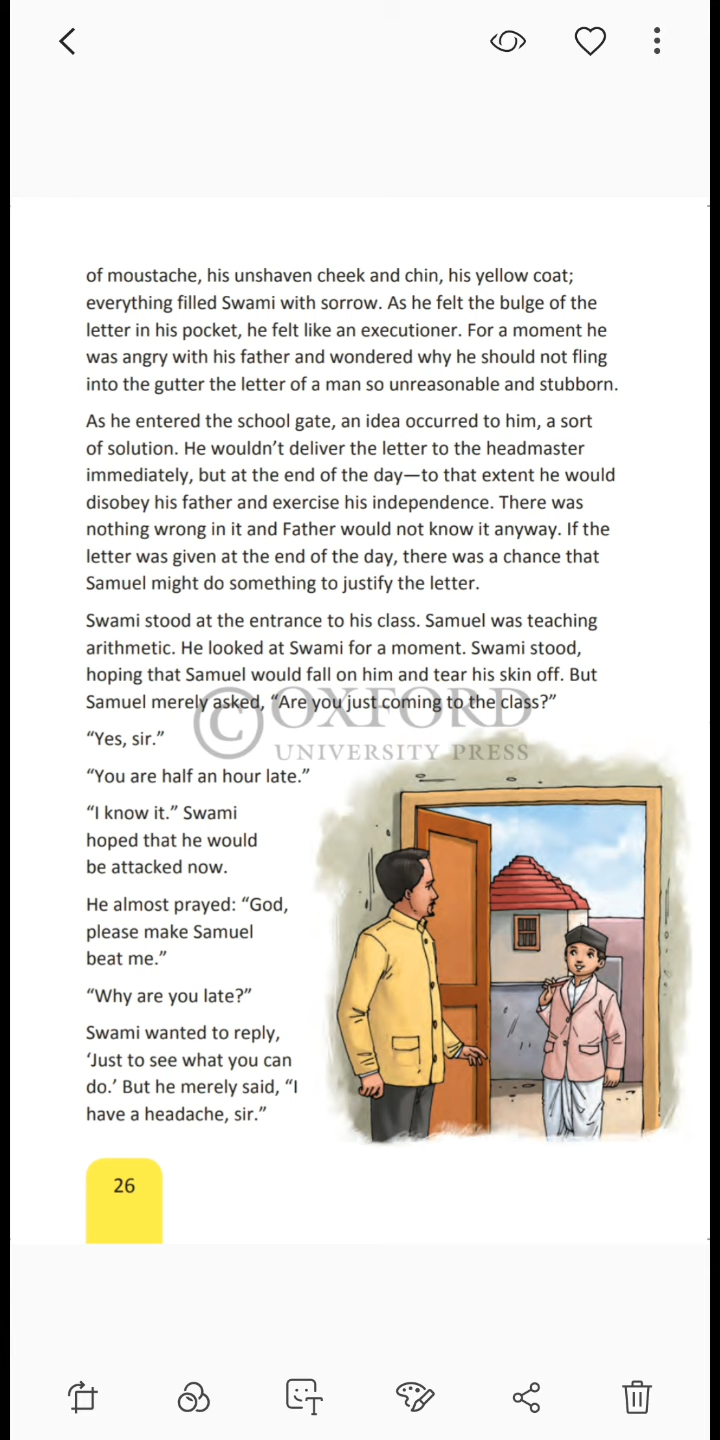 of moustache, his unshaven cheek and chin, his yellow coat;
everything filled Swami with sorrow. As he felt the bulge of the
letter in his pocket, he felt like an executioner. For a moment he
was angry with his father and wondered why he should not fling
into the gutter the letter of a man so unreasonable and stubborn.
As he entered the school gate, an idea occurred to him, a sort
of solution. He wouldn’t deliver the letter to the headmaster
immediately, but at the end of the day—to that extent he would
disobey his father and exercise his independence. There was
nothing wrong in it and Father would not know it anyway. If the
letter was given at the end of the day, there was a chance that
Samuel might do something to justify the letter.
Swami stood at the entrance to his class. Samuel was teaching
arithmetic. He looked at Swami for a moment. Swami stood,
hoping that Samuel would fall on him and tear his skin off. But
Samuel merely asked, “Are you just coming to the class?”
© OXFORD
UNIVERSITY PRESS
“Yes, sir.”
“You are half an hour late.”
“I know it.” Swami
hoped that he would
be attacked now.
He almost prayed: “God,
please make Samuel
beat me.”
“Why are you late?”
Swami wanted to reply,
‘Just to see what you can
do.’ But he merely said, “I
have a headache, sir.”
26
T